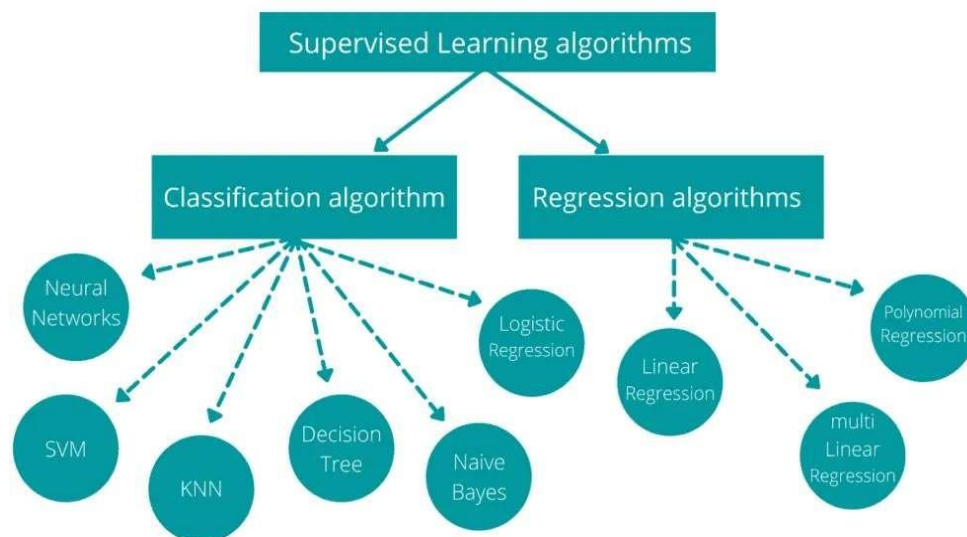 Supervised Learning algorithms
Classification algorithm
Regression algorithms
Neural
Networks
SVM
KNN
Decision
Tree
Naive
Bayes
Logistic
Regression
Linear
Regression
multi
Linear
Regression
Polynomial
Regression